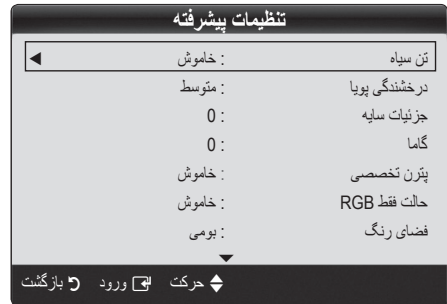 تنظیمات پیشرفته
تن سیاه : خاموش
درخشندگی پویا : متوسط
جزئیات سایه : 0
گاما : 0
پترن تخصصی : خاموش
حالت فقط RGB : خاموش
فضای رنگ : بومی
حرکت ورود بازگشت